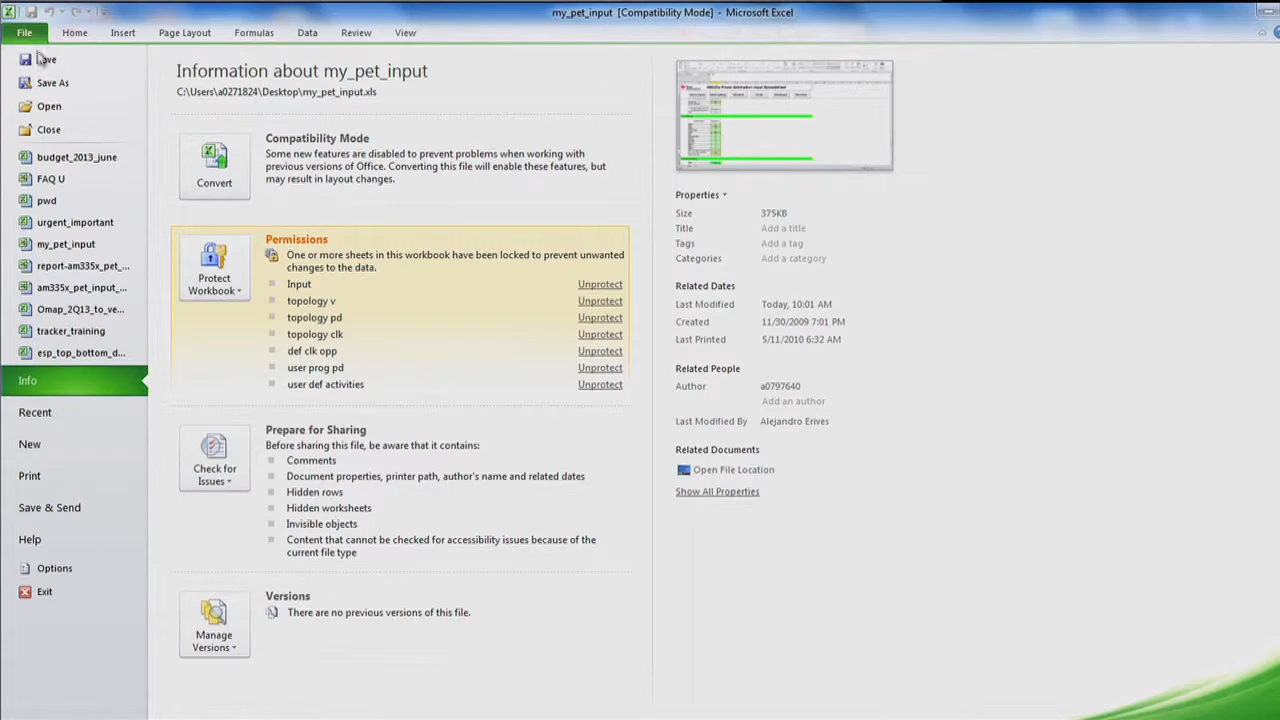 my_pet_input [Compatibility Mode] - Microsoft Excel
File Home Insert Page Layout Formulas Data Review View
Save
Save As
Open
Close
budget_2013_june
FAQ U
pwd
urgent_important
my_pet_input
report-am335x_pet_...
am335x_pet_input_...
Omap_2Q13_to_ve...
tracker_training
esp_top_bottom_d...
Info
Recent
New
Print
Save & Send
Help
Options
Exit
Information about my_pet_input
C:\Users\a0271824\Desktop\my_pet_input.xls
Convert
Compatibility Mode
Some new features are disabled to prevent problems when working with
previous versions of Office. Converting this file will enable these features, but
may result in layout changes.
Protect
Workbook
Permissions
One or more sheets in this workbook have been locked to prevent unwanted
changes to the data.
Input Unprotect
topology v Unprotect
topology pd Unprotect
topology clk Unprotect
def clk opp Unprotect
user prog pd Unprotect
user def activities Unprotect
Check for
Issues
Prepare for Sharing
Before sharing this file, be aware that it contains:
Comments
Document properties, printer path, author's name and related dates
Hidden rows
Hidden worksheets
Invisible objects
Content that cannot be checked for accessibility issues because of the
current file type
Manage
Versions
Versions
There are no previous versions of this file.
Properties
Size 375KB
Title Add a title
Tags Add a tag
Categories Add a category
Related Dates
Last Modified Today, 10:01 AM
Created 11/30/2009 7:01 PM
Last Printed 5/11/2010 6:32 AM
Related People
Author a0797640
Add an author
Last Modified By Alejandro Erives
Related Documents
Open File Location
Show All Properties